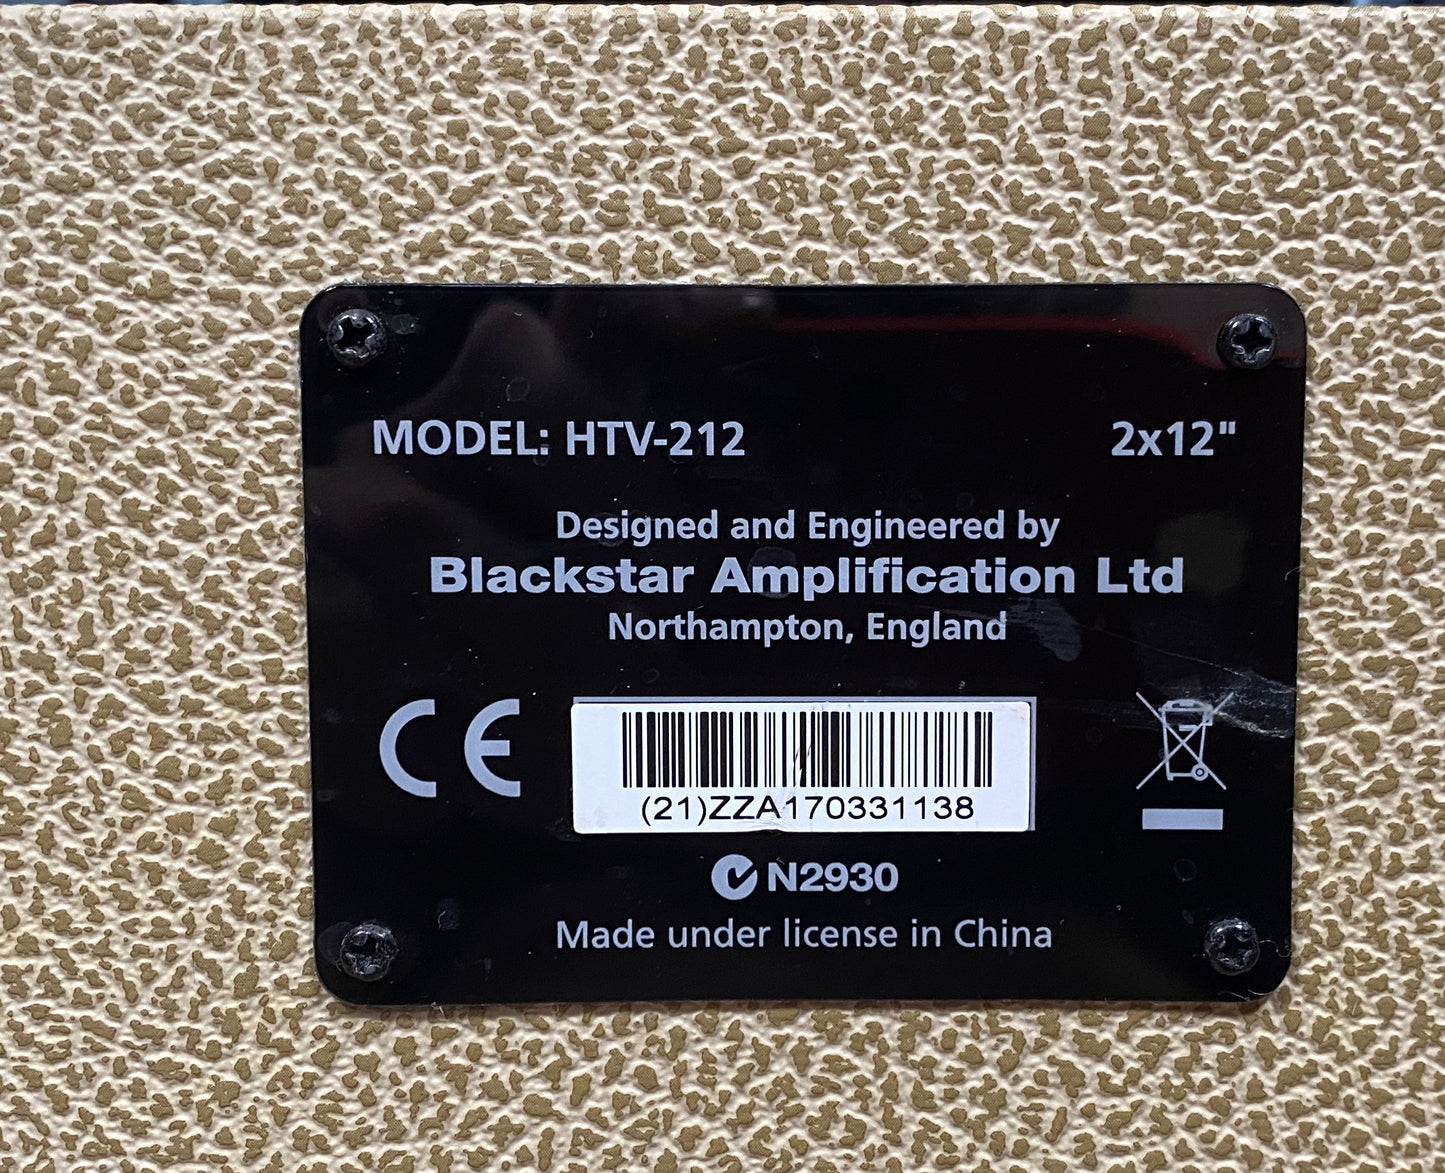 MODEL: HTV-212 2x12"
Designed and Engineered by
Blackstar Amplification Ltd
Northampton, England
CE
(21)ZZA170331138
N2930
Made under license in China